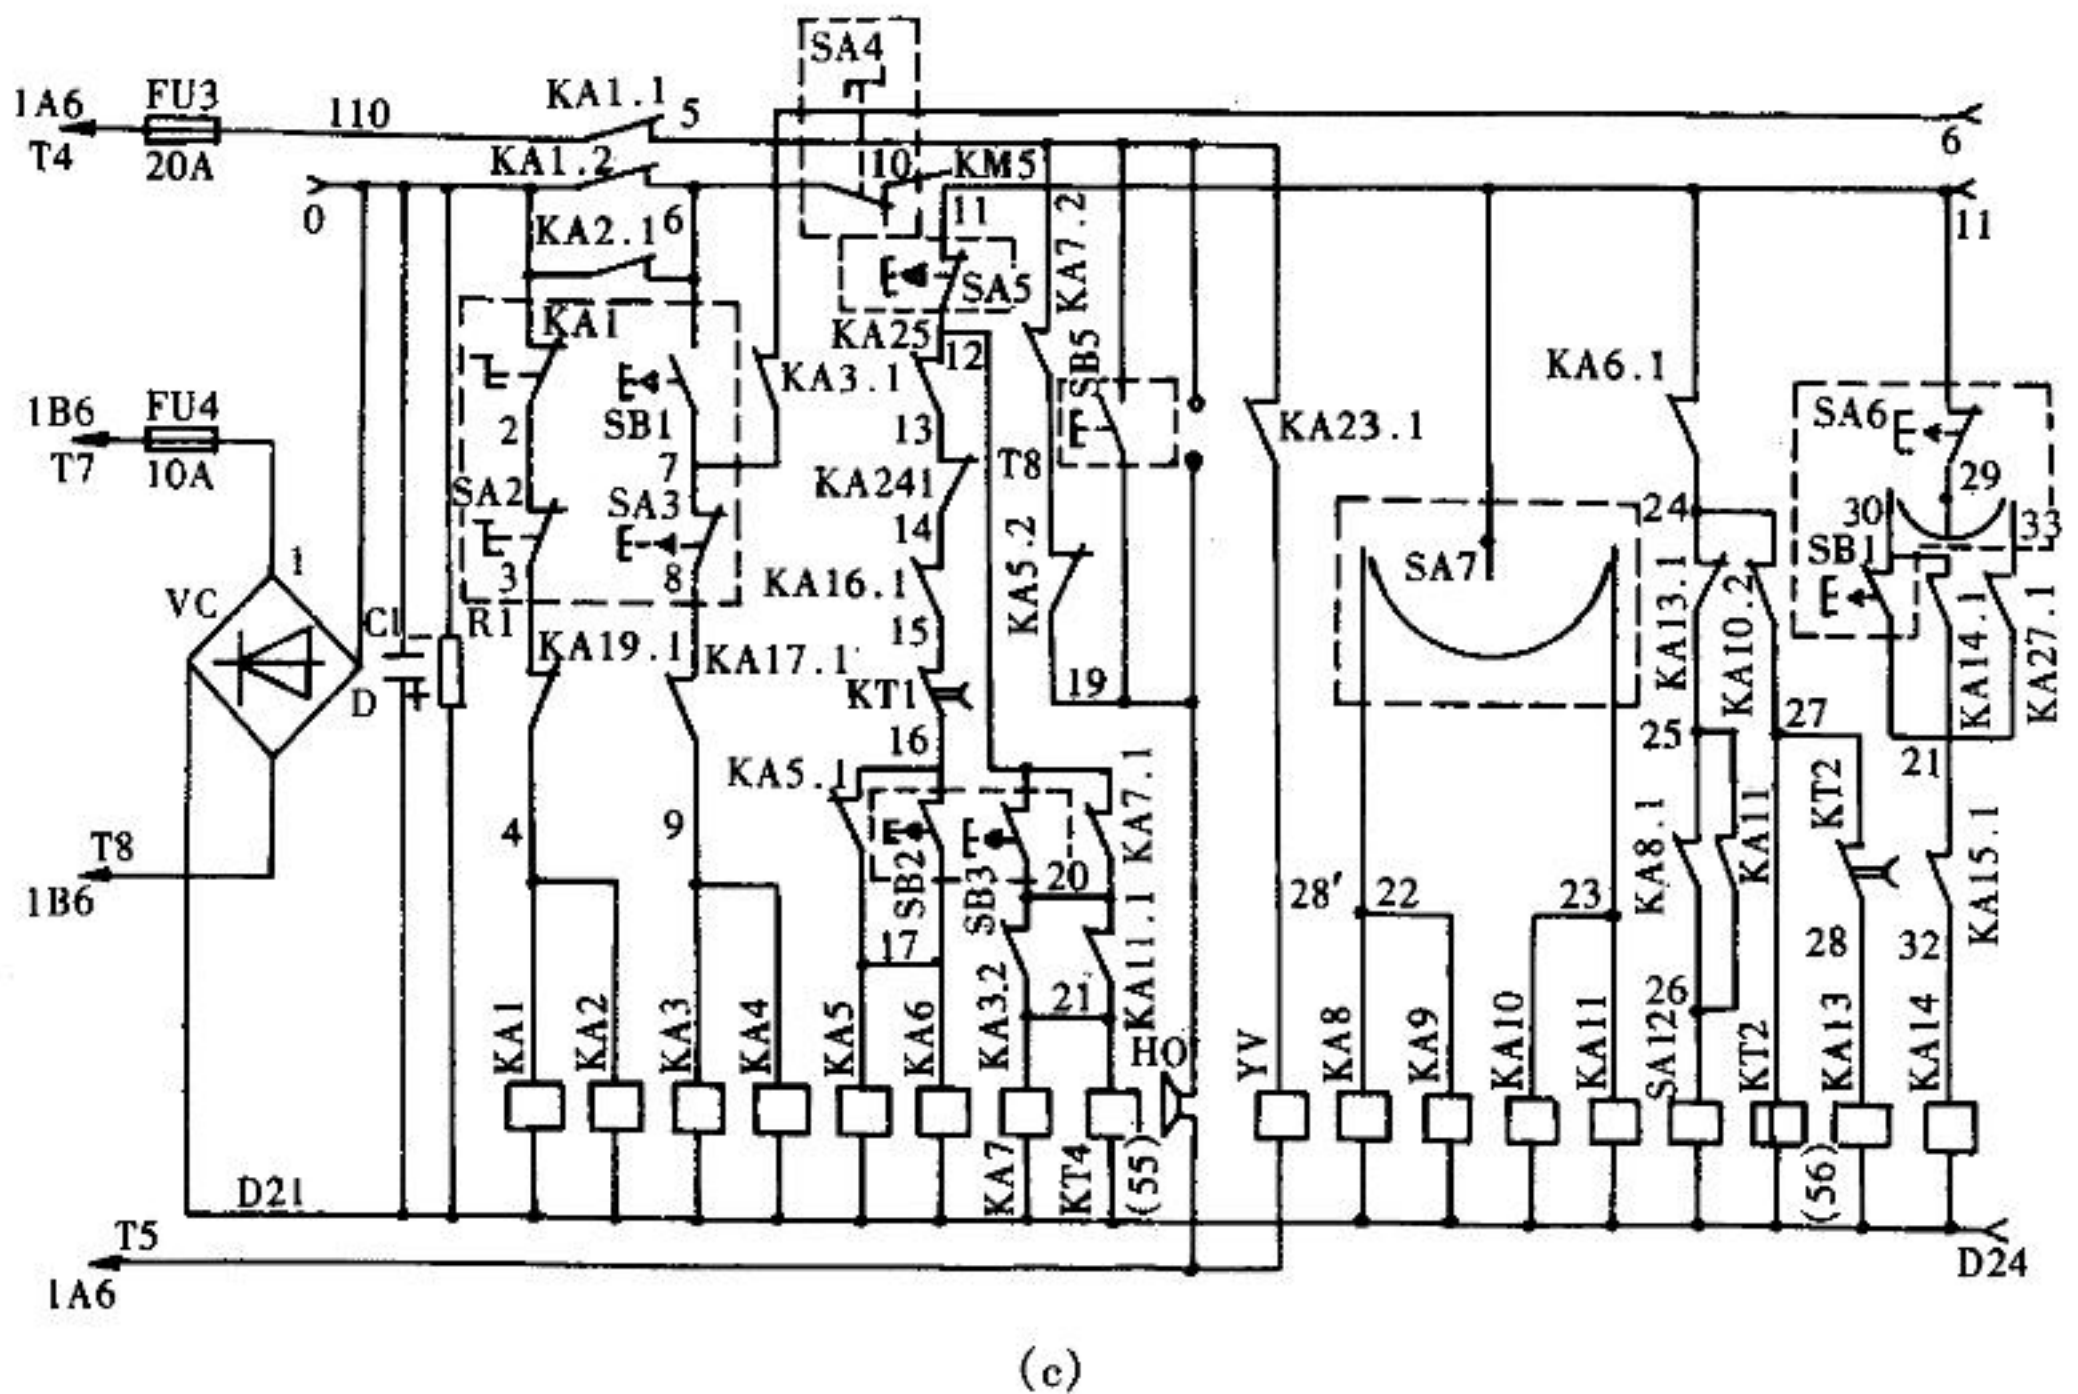 SA4
1A6
FU3
110
KA1.1
5
T4
20A
6
KA1.2
10
KM5
0
6
11
KA7.2
11
KA2.1
SA5
KA1
KA25
12
SB5
KA3.1
KA6.1
1B6
FU4
SA6
2
SB1
13
KA23.1
T7
10A
7
T8
29
SA2
SA3
KA241
24
30
33
14
KA5.2
SB1
1
3
8
KA16.1
SA7
KA13.1
KA10.2
KA14.1
KA27.1
VC
C1
R1
15
KA19.1
KA17.1
D
KT1
19
16
25
27
KA5.1
KA7.1
21
KT2
T8
4
9
KA8.1
KA11
SB2
SB3
20
KA15.1
1B6
28'
22
23
17
KA11.1
28
32
KA3.2
21
26
KA1
KA2
KA3
KA4
KA5
KA6
HO
YV
KA8
KA9
KA10
KA11
SA12
KT2
KA13
KA14
KA7
KT4
(55)
(56)
D21
T5
D24
1A6
(c)